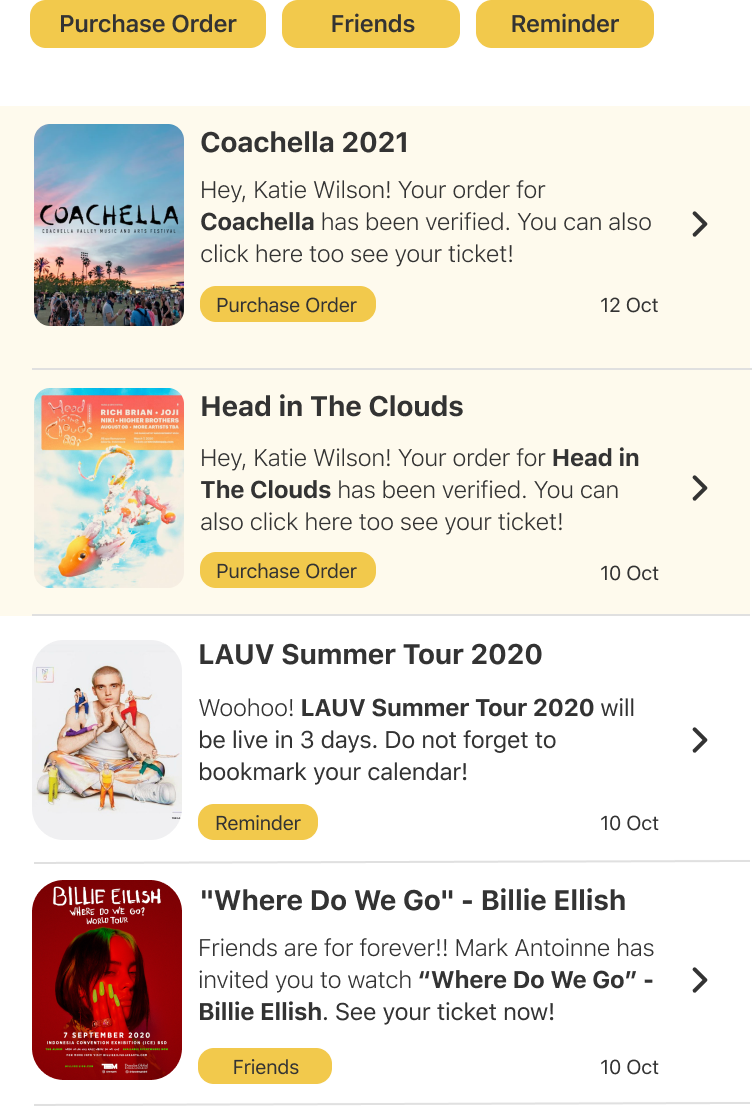 Purchase Order
Friends
Reminder
COACHELLA
COACHELLA VALLEY MUSIC AND ARTS FESTIVAL
Coachella 2021
Hey, Katie Wilson! Your order for
Coachella has been verified. You can also
click here too see your ticket!
Purchase Order
12 Oct
Head
in the
Clouds
RICH BRIAN • JOJI
NIKI • HIGHER BROTHERS
AUGUST 08 • MORE ARTISTS TBA
Head in The Clouds
Hey, Katie Wilson! Your order for Head in
The Clouds has been verified. You can
also click here too see your ticket!
Purchase Order
10 Oct
LAUV Summer Tour 2020
Woohoo! LAUV Summer Tour 2020 will
be live in 3 days. Do not forget to
bookmark your calendar!
Reminder
10 Oct
BILLIE EILISH
WHERE DO WE GO?
WORLD TOUR
7 SEPTEMBER 2020
INDONESIA CONVENTION EXHIBITION (ICE) BSD
"Where Do We Go" - Billie Ellish
Friends are for forever!! Mark Antoinne has
invited you to watch “Where Do We Go” -
Billie Ellish. See your ticket now!
Friends
10 Oct